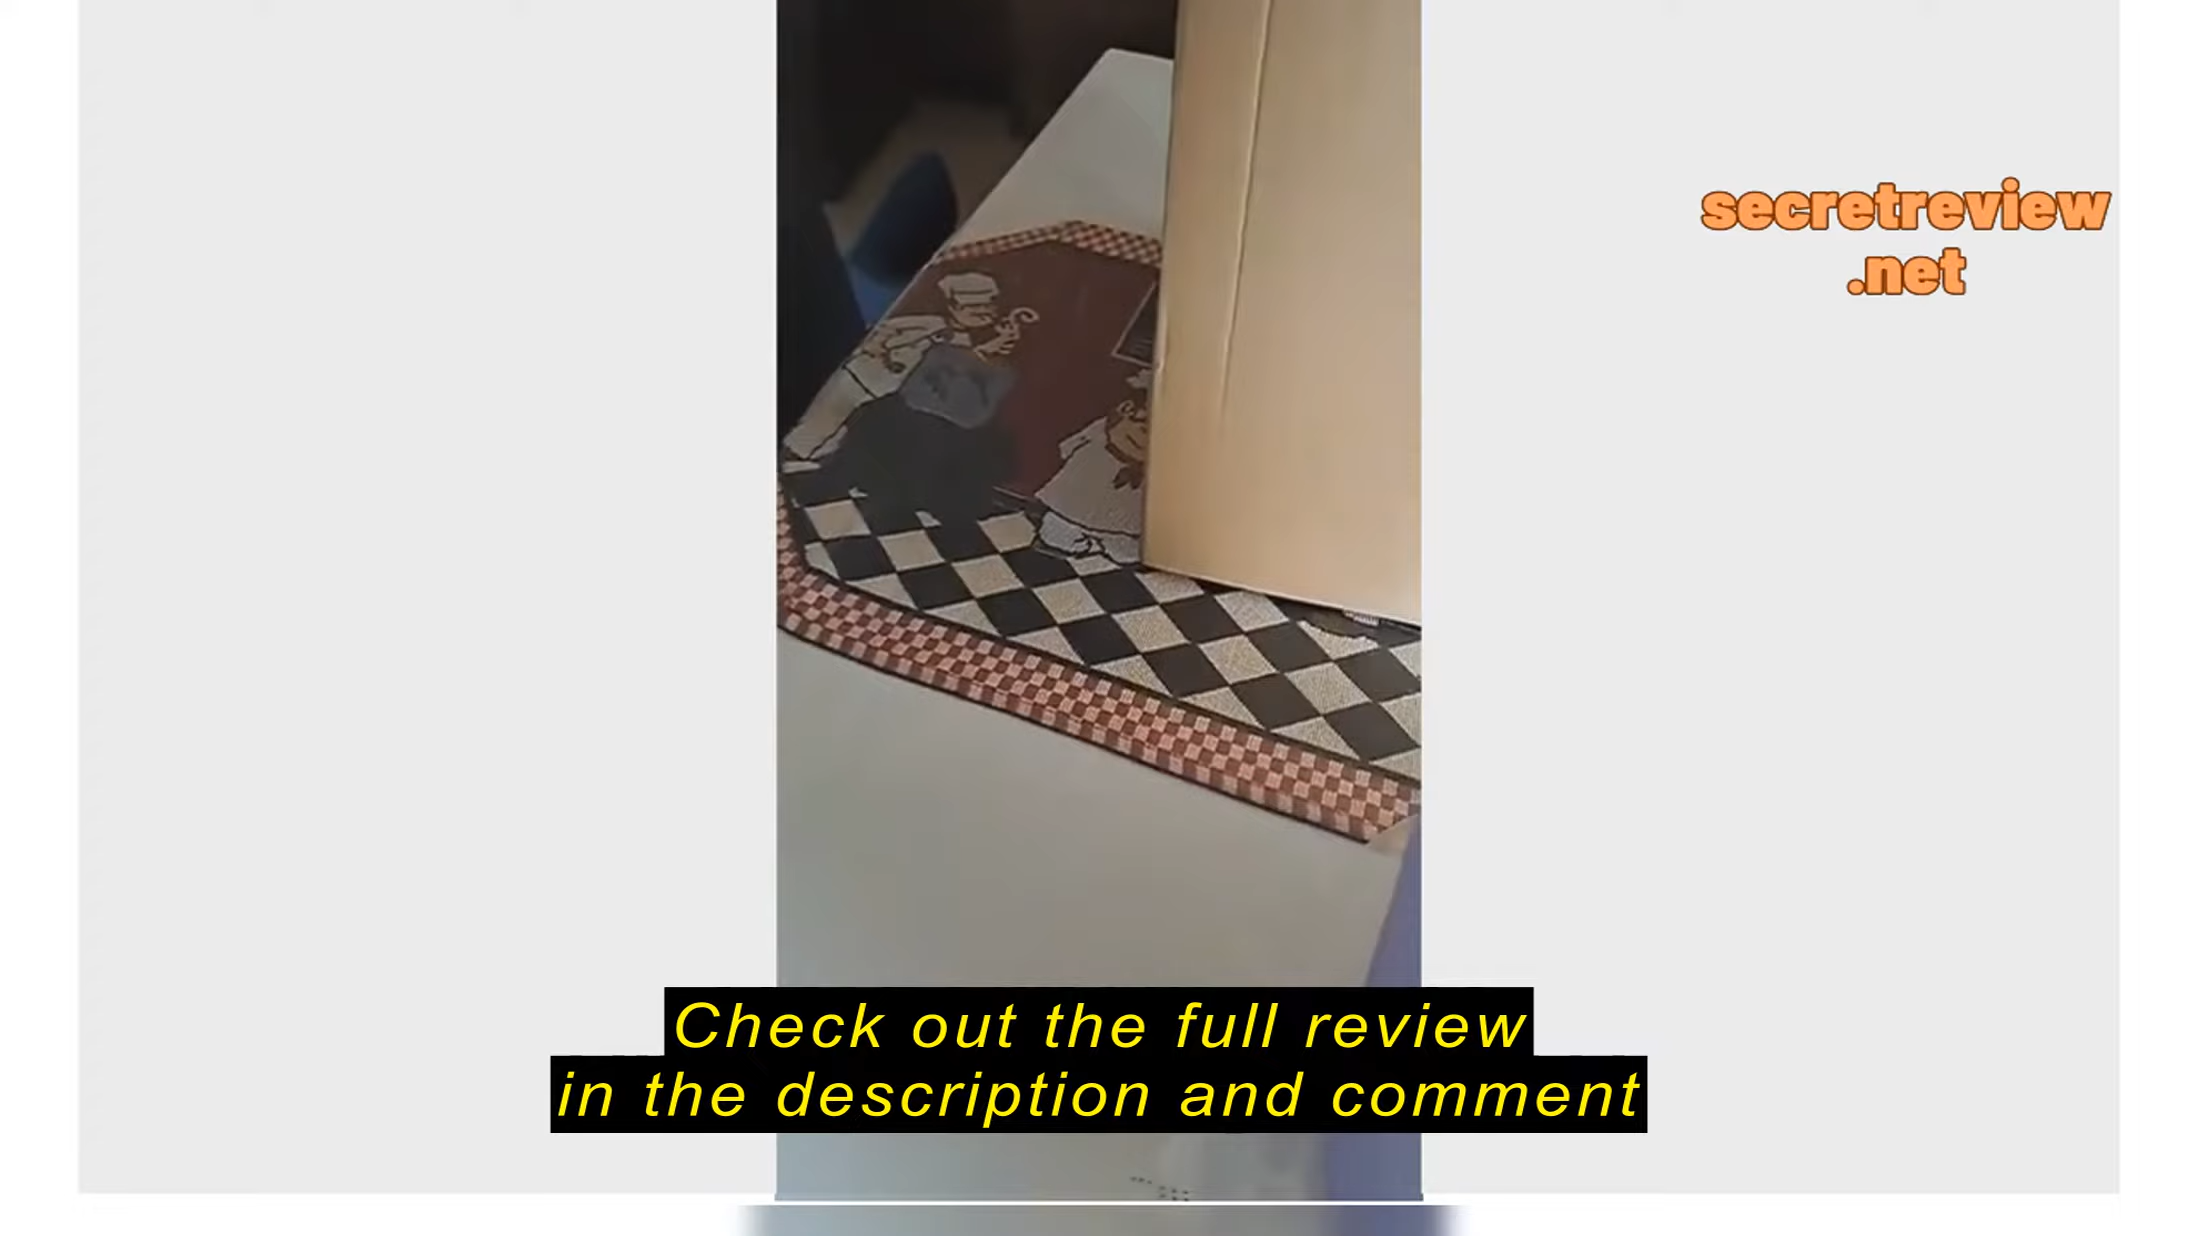 secretreview
.net
Check out the full review
in the description and comment